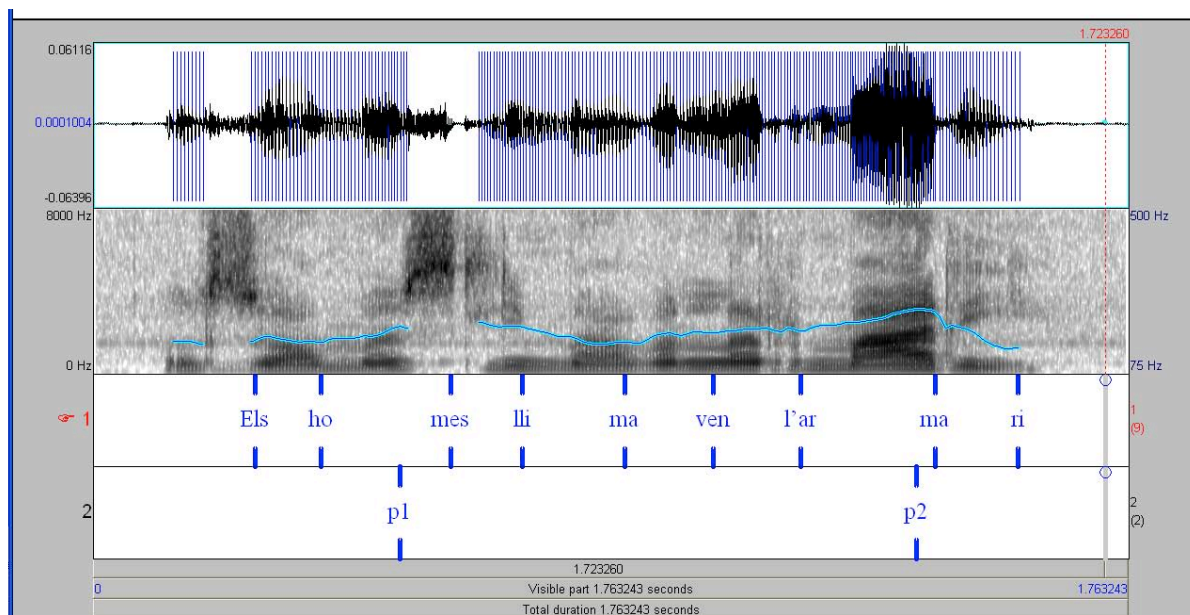 1.723260
0.06116
0.0001004
-0.06396
8000 Hz
500 Hz
0 Hz
75 Hz
1 Els ho mes lli ma ven l'ar ma ri 1
(9)
2 p1 p2 2
(2)
1.723260
0 Visible part 1.763243 seconds 1.763243
Total duration 1.763243 seconds